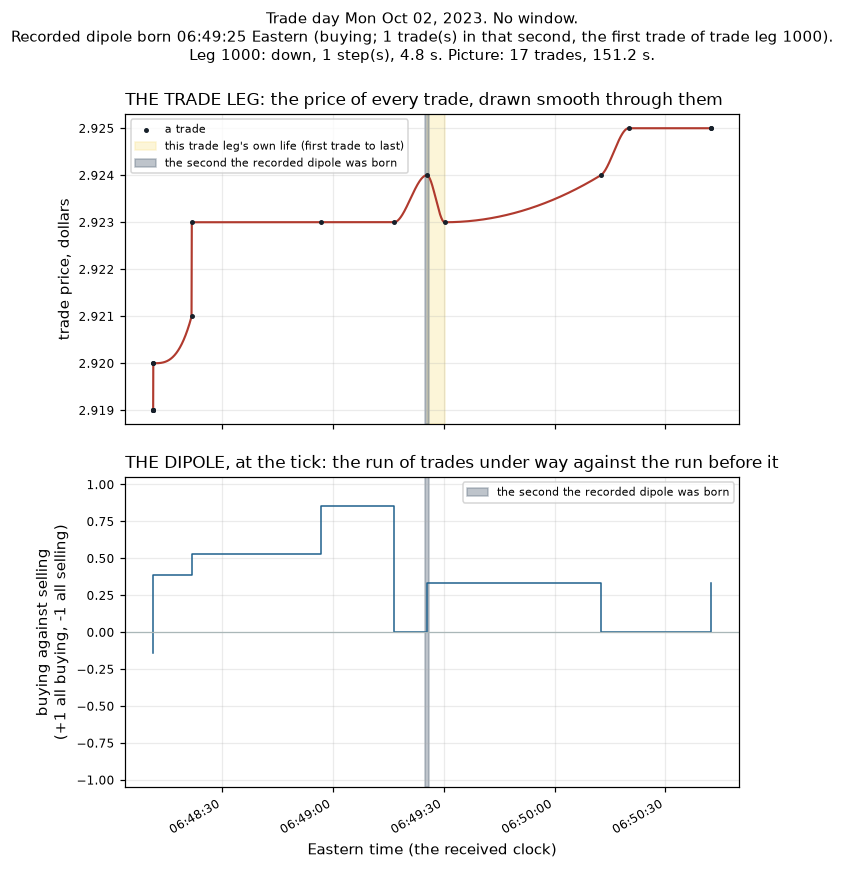 Trade day Mon Oct 02, 2023. No window.
Recorded dipole born 06:49:25 Eastern (buying; 1 trade(s) in that second, the first trade of trade leg 1000).
Leg 1000: down, 1 step(s), 4.8 s. Picture: 17 trades, 151.2 s.
THE TRADE LEG: the price of every trade, drawn smooth through them
a trade
this trade leg's own life (first trade to last)
the second the recorded dipole was born
trade price, dollars
2.925
2.924
2.923
2.922
2.921
2.920
2.919
THE DIPOLE, at the tick: the run of trades under way against the run before it
the second the recorded dipole was born
buying against selling
(+1 all buying, -1 all selling)
1.00
0.75
0.50
0.25
0.00
−0.25
−0.50
−0.75
−1.00
06:48:30
06:49:00
06:49:30
06:50:00
06:50:30
Eastern time (the received clock)